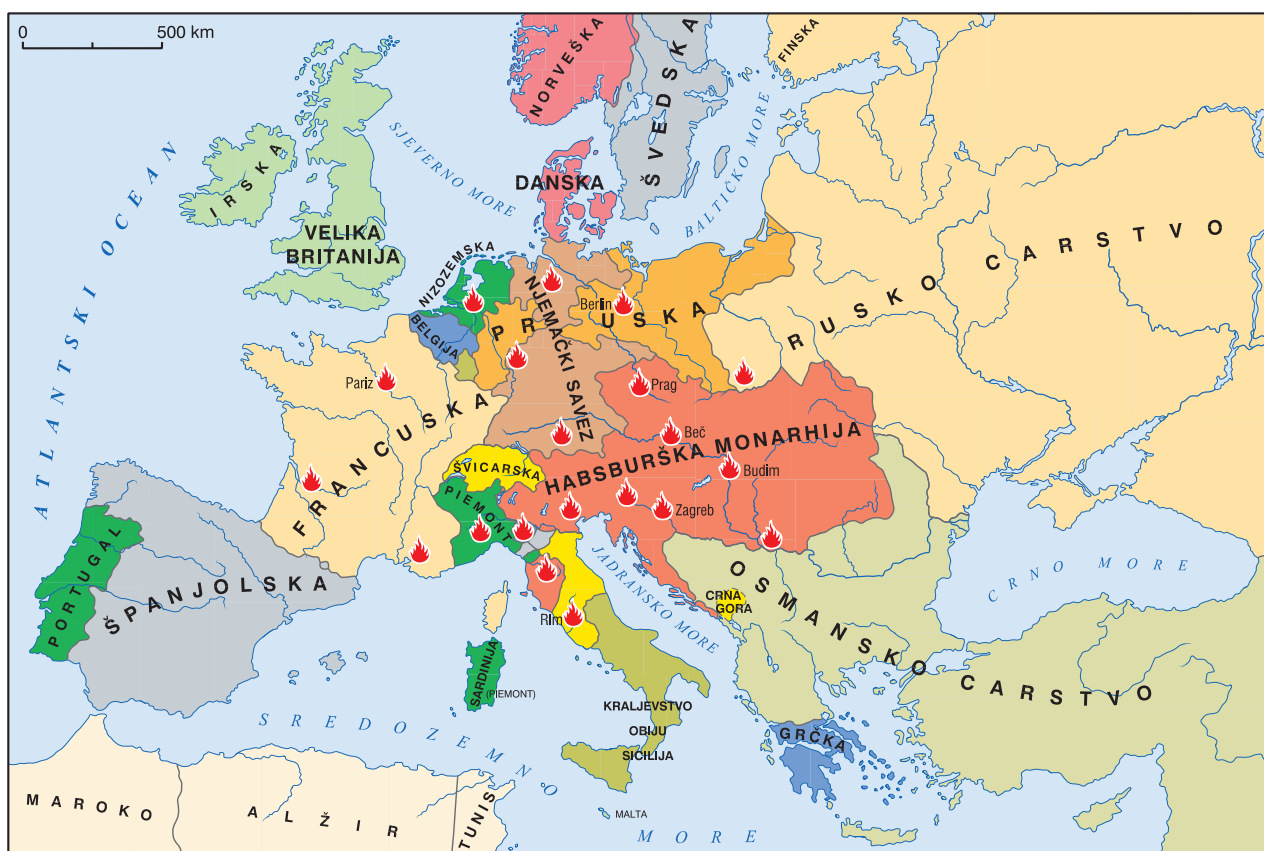 0 500 km
NORVEŠKA
ŠVEDSKA
FINSKA
ATLANTSKI OCEAN
SJEVERNO MORE
BALTIČKO MORE
IRSKA
DANSKA
VELIKA
BRITANIJA
NIZOZEMSKA
BELGIJA
NJEMAČKI SAVEZ
PRUSKA
Berlin
RUSKO CARSTVO
Pariz
Prag
FRANCUSKA
Beč
HABSBURŠKA MONARHIJA
ŠVICARSKA
Budim
PIEMONT
Zagreb
PORTUGAL
ŠPANJOLSKA
JADRANSKO MORE
CRNA
GORA
OSMANSKO CARSTVO
CRNO MORE
RIm
SARDINIJA
(PIEMONT)
KRALJEVSTVO
OBIJU
SICILIJA
GRČKA
SREDOZEMNO
MORE
MAROKO
ALŽIR
TUNIS
MALTA